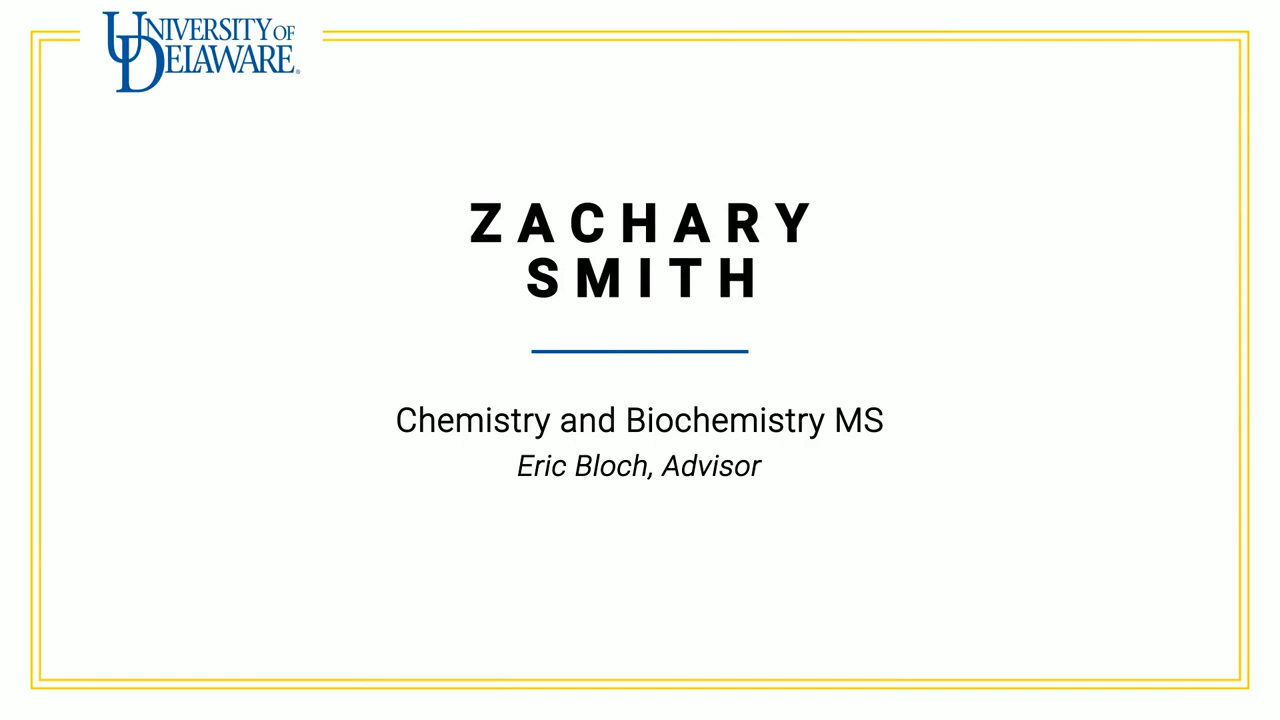 UNIVERSITY OF
DELAWARE
ZACHARY
SMITH
Chemistry and Biochemistry MS
Eric Bloch, Advisor